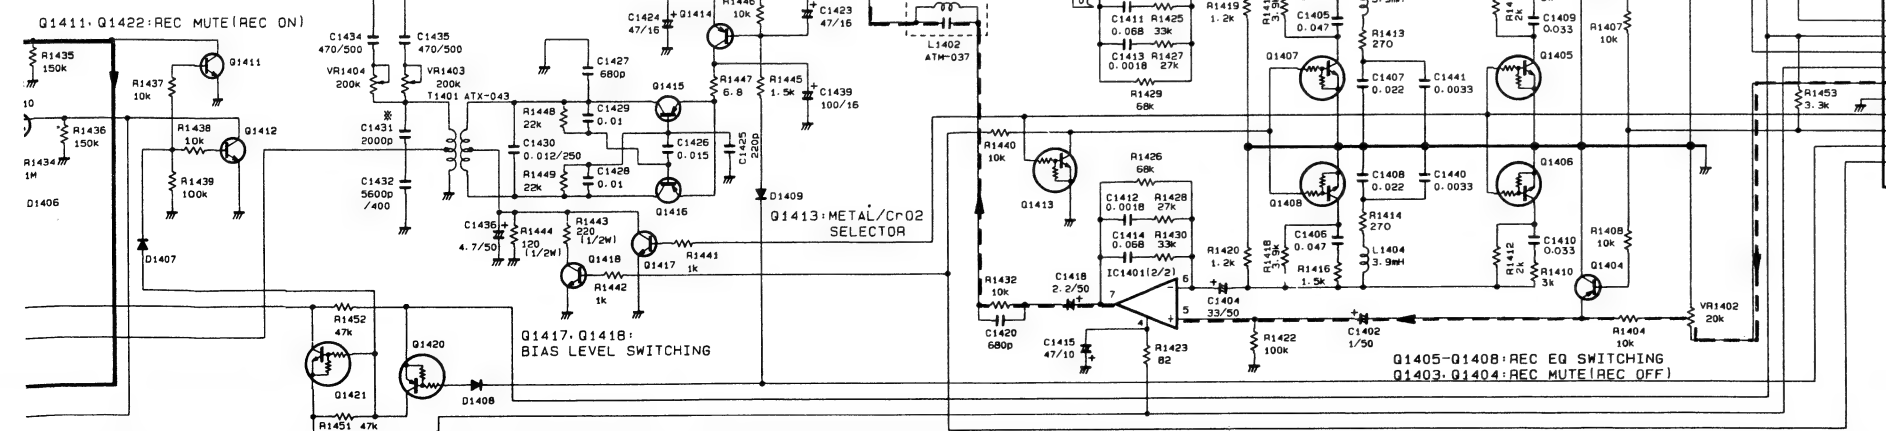 Q1411, Q1422:REC MUTE(REC ON)
R1435
150k
R1437
10k
Q1411
R1436
150k
R1438
10k
Q1412
R1434
1M
R1439
100k
D1406
D1407
C1434
470/500
C1435
470/500
VR1404
200k
VR1403
200k
T1401 ATX-043
※
C1431
2000p
C1432
5600p
/400
C1424
47/16
Q1414
R1446
10k
C1423
47/16
C1427
680p
Q1415
R1447
6.8
R1445
1.5k
C1439
100/16
R1448
22k
C1429
0.01
C1430
0.012/250
C1426
0.015
C1425
220p
R1449
22k
C1428
0.01
Q1416
D1409
C1436
4.7/50
R1444
120
(1/2W)
R1443
220
(1/2W)
Q1418
Q1417
R1441
1k
R1442
1k
Q1413:METAL/CrO2
SELECTOR
Q1417, Q1418:
BIAS LEVEL SWITCHING
R1452
47k
Q1420
Q1421
D1408
R1451 47k
L1402
ATM-037
C1411
0.068
R1425
33k
C1413
0.0018
R1427
27k
R1429
68k
R1419
1.2k
3.9k
C1405
0.047
R1413
270
Q1407
C1407
0.022
C1441
0.0033
2k
C1409
0.033
R1407
10k
Q1405
R1453
3.3k
R1440
10k
Q1413
R1426
68k
C1412
0.0018
R1428
27k
C1414
0.068
R1430
33k
IC1401(2/2)
Q1408
C1408
0.022
C1440
0.0033
Q1406
R1414
270
C1406
0.047
R1420
1.2k
R1418
3.9k
R1416
1.5k
L1404
3.9mH
R1412
2k
C1410
0.033
R1410
3k
R1408
10k
Q1404
R1432
10k
C1418
2.2/50
7
6
5
4
C1404
33/50
C1420
680p
C1415
47/10
R1423
82
R1422
100k
C1402
1/50
R1404
10k
VR1402
20k
Q1405-Q1408:REC EQ SWITCHING
Q1403, Q1404:REC MUTE(REC OFF)